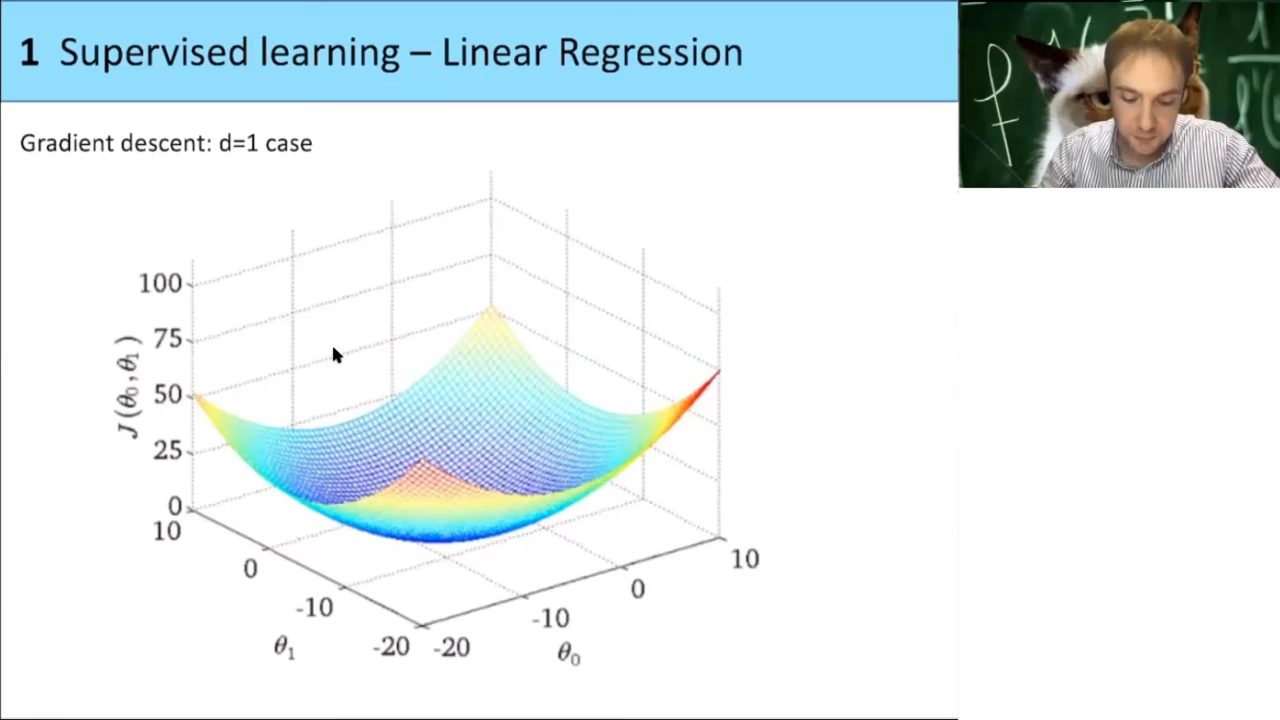 1 Supervised learning – Linear Regression
Gradient descent: d=1 case
100
75
50
25
0
J(θ₀,θ₁)
10
0
-10
-20
θ₁
-20
-10
0
10
θ₀